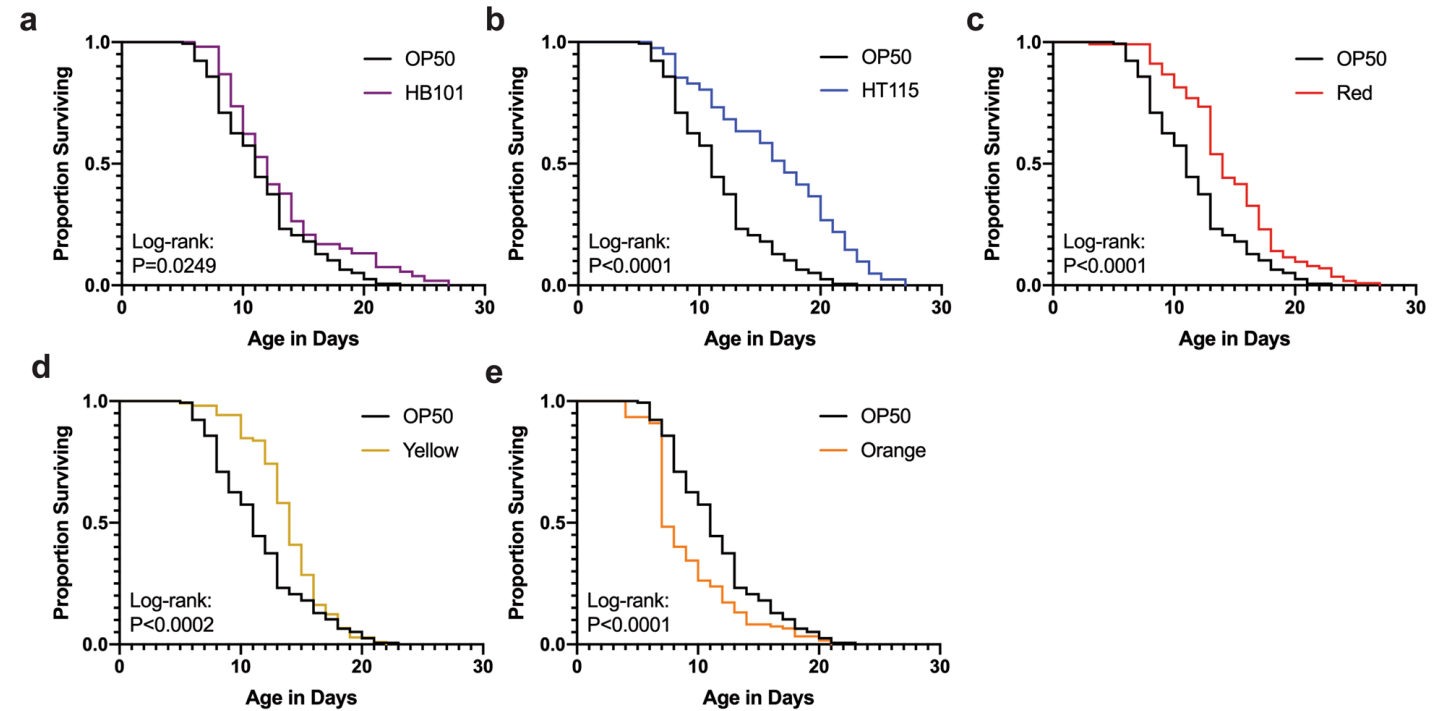 a
1.0
0.5
0.0
Proportion Surviving
OP50
HB101
Log-rank:
P=0.0249
0 10 20 30
Age in Days
b
1.0
0.5
0.0
Proportion Surviving
OP50
HT115
Log-rank:
P<0.0001
0 10 20 30
Age in Days
c
1.0
0.5
0.0
Proportion Surviving
OP50
Red
Log-rank:
P<0.0001
0 10 20 30
Age in Days
d
1.0
0.5
0.0
Proportion Surviving
OP50
Yellow
Log-rank:
P<0.0002
0 10 20 30
Age in Days
e
1.0
0.5
0.0
Proportion Surviving
OP50
Orange
Log-rank:
P<0.0001
0 10 20 30
Age in Days